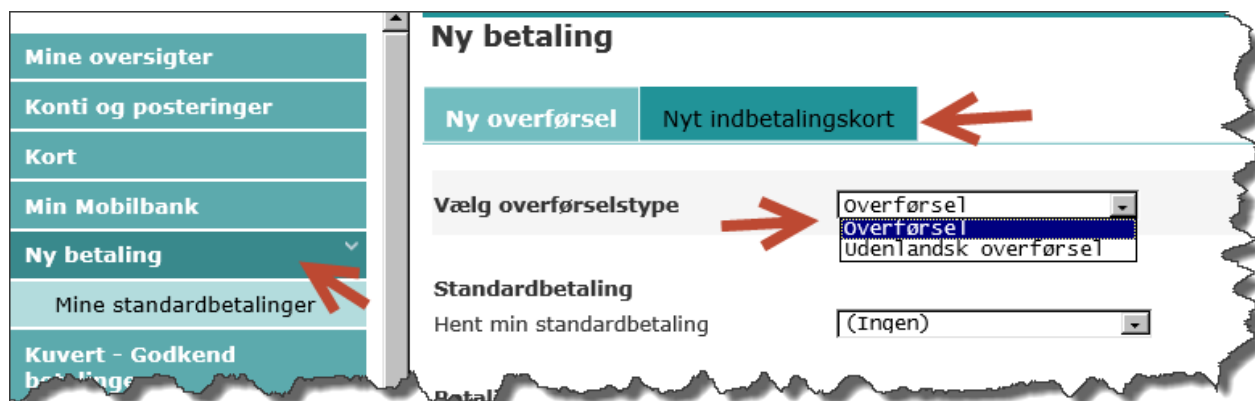 Mine oversigter
Konti og posteringer
Kort
Min Mobilbank
Ny betaling
Mine standardbetalinger
Kuvert - Godkend
Ny betaling
Ny overførsel
Nyt indbetalingskort
Vælg overførselstype
Overførsel
Overførsel
Udenlandsk overførsel
Standardbetaling
Hent min standardbetaling
(Ingen)